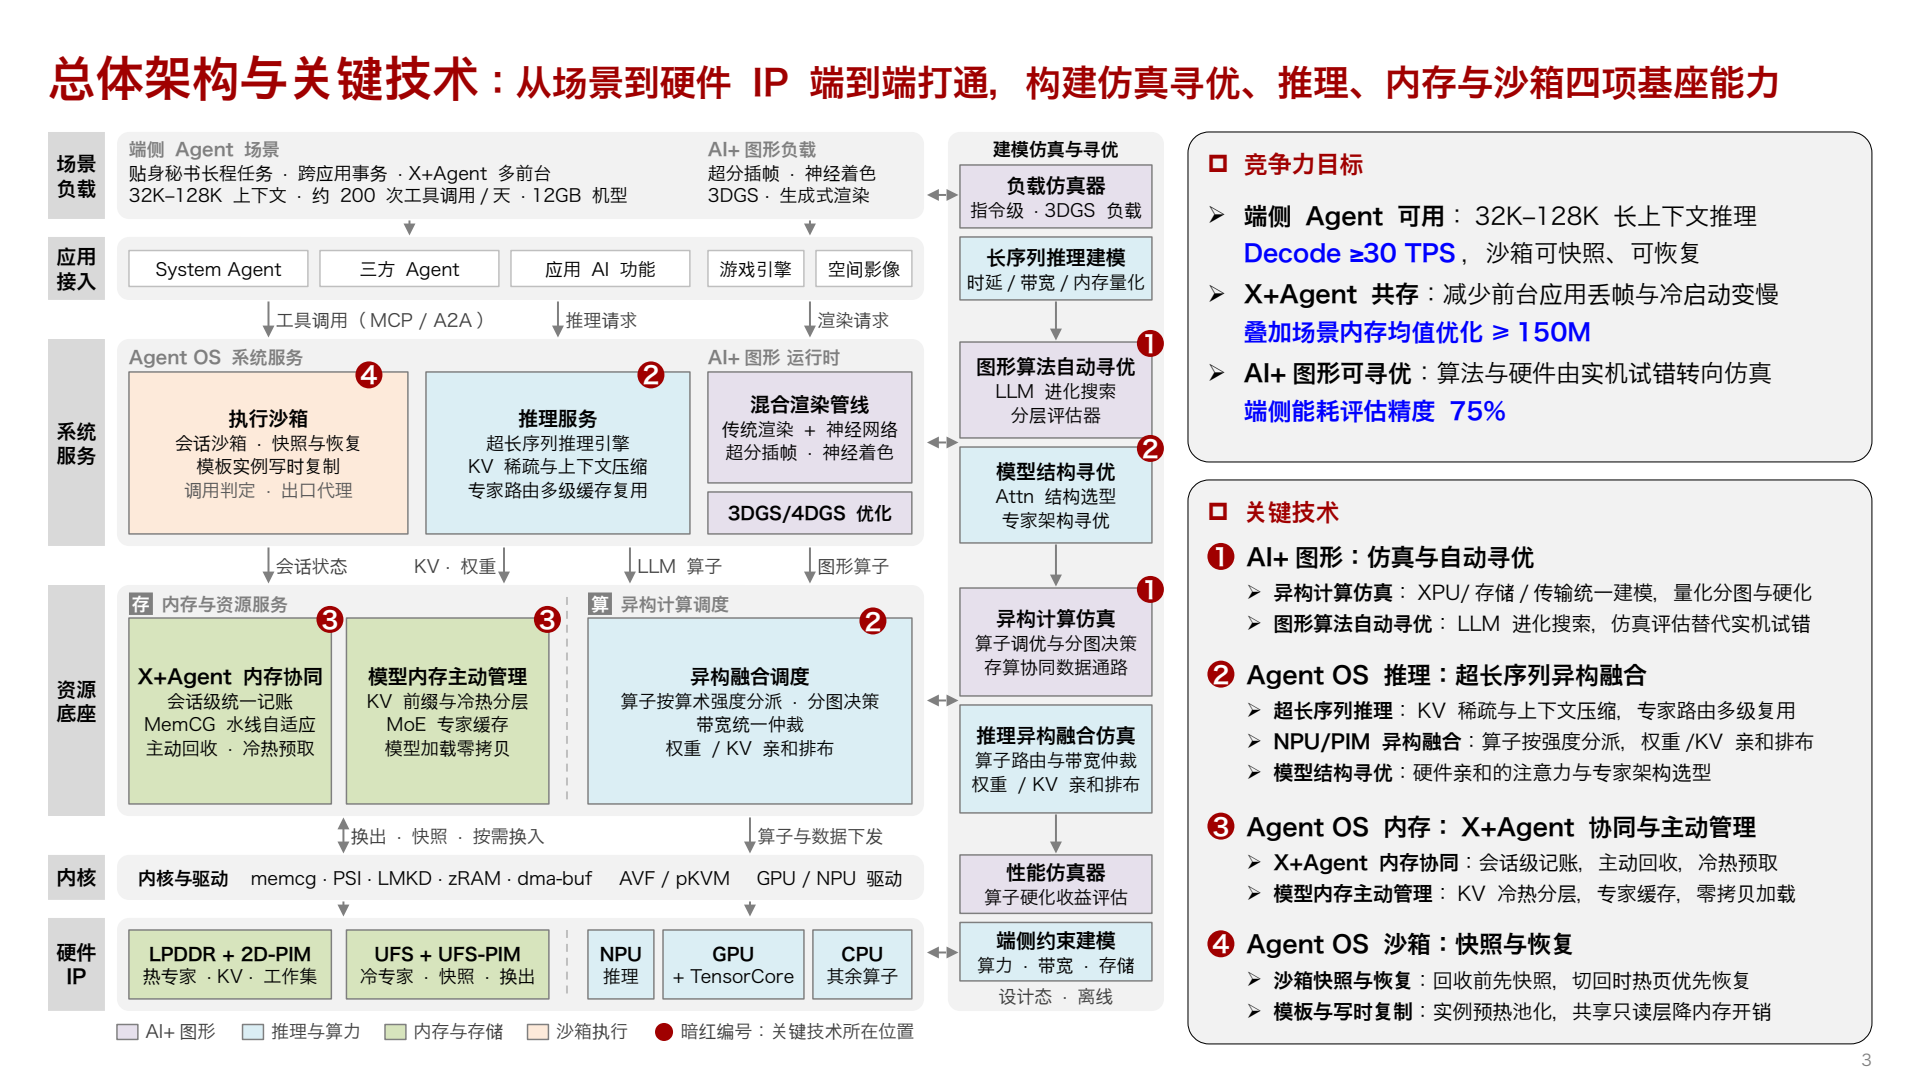 总体架构与关键技术：从场景到硬件 IP 端到端打通，构建仿真寻优、推理、内存与沙箱四项基座能力
场景
负载
端侧 Agent 场景
贴身秘书长程任务 · 跨应用事务 · X+Agent 多前台
32K–128K 上下文 · 约 200 次工具调用 / 天 · 12GB 机型
AI+ 图形负载
超分插帧 · 神经着色
3DGS · 生成式渲染
应用
接入
System Agent
三方 Agent
应用 AI 功能
游戏引擎
空间影像
工具调用（MCP / A2A）
推理请求
渲染请求
系统
服务
Agent OS 系统服务
AI+ 图形 运行时
4
执行沙箱
会话沙箱 · 快照与恢复
模板实例写时复制
调用判定 · 出口代理
2
推理服务
超长序列推理引擎
KV 稀疏与上下文压缩
专家路由多级缓存复用
混合渲染管线
传统渲染 + 神经网络
超分插帧 · 神经着色
3DGS/4DGS 优化
会话状态
KV · 权重
LLM 算子
图形算子
资源
底座
存 内存与资源服务
算 异构计算调度
3
X+Agent 内存协同
会话级统一记账
MemCG 水线自适应
主动回收 · 冷热预取
3
模型内存主动管理
KV 前缀与冷热分层
MoE 专家缓存
模型加载零拷贝
2
异构融合调度
算子按算术强度分派 · 分图决策
带宽统一仲裁
权重 / KV 亲和排布
换出 · 快照 · 按需换入
算子与数据下发
内核
内核与驱动 memcg · PSI · LMKD · zRAM · dma-buf AVF / pKVM GPU / NPU 驱动
硬件
IP
LPDDR + 2D-PIM
热专家 · KV · 工作集
UFS + UFS-PIM
冷专家 · 快照 · 换出
NPU
推理
GPU
+ TensorCore
CPU
其余算子
AI+ 图形
推理与算力
内存与存储
沙箱执行
暗红编号：关键技术所在位置
建模仿真与寻优
负载仿真器
指令级 · 3DGS 负载
长序列推理建模
时延 / 带宽 / 内存量化
1
图形算法自动寻优
LLM 进化搜索
分层评估器
2
模型结构寻优
Attn 结构选型
专家架构寻优
1
异构计算仿真
算子调优与分图决策
存算协同数据通路
推理异构融合仿真
算子路由与带宽仲裁
权重 / KV 亲和排布
性能仿真器
算子硬化收益评估
端侧约束建模
算力 · 带宽 · 存储
设计态 · 离线
竞争力目标
端侧 Agent 可用：32K–128K 长上下文推理
Decode ≥30 TPS，沙箱可快照、可恢复
X+Agent 共存：减少前台应用丢帧与冷启动变慢
叠加场景内存均值优化 ≥ 150M
AI+ 图形可寻优：算法与硬件由实机试错转向仿真
端侧能耗评估精度 75%
关键技术
1 AI+ 图形：仿真与自动寻优
异构计算仿真：XPU/ 存储 / 传输统一建模，量化分图与硬化
图形算法自动寻优：LLM 进化搜索，仿真评估替代实机试错
2 Agent OS 推理：超长序列异构融合
超长序列推理：KV 稀疏与上下文压缩，专家路由多级复用
NPU/PIM 异构融合：算子按强度分派，权重 /KV 亲和排布
模型结构寻优：硬件亲和的注意力与专家架构选型
3 Agent OS 内存：X+Agent 协同与主动管理
X+Agent 内存协同：会话级记账，主动回收，冷热预取
模型内存主动管理：KV 冷热分层，专家缓存，零拷贝加载
4 Agent OS 沙箱：快照与恢复
沙箱快照与恢复：回收前先快照，切回时热页优先恢复
模板与写时复制：实例预热池化，共享只读层降内存开销
3